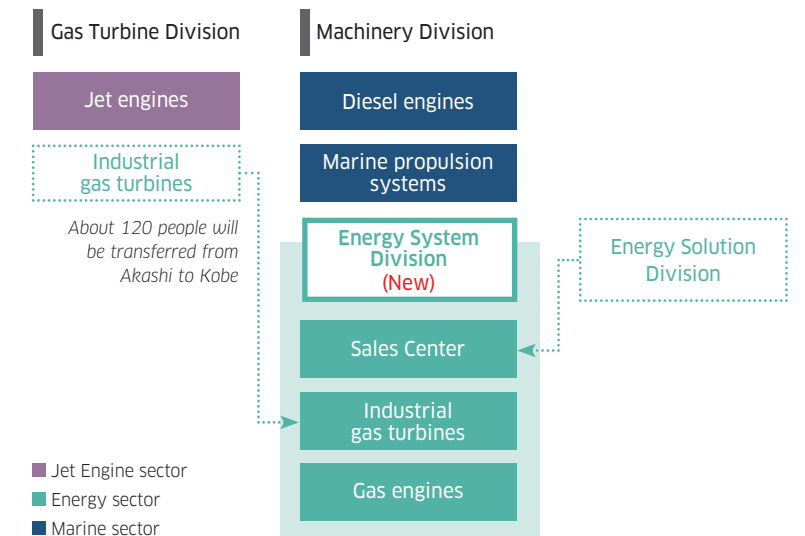 Gas Turbine Division
Jet engines
Industrial
gas turbines
About 120 people will
be transferred from
Akashi to Kobe
Machinery Division
Diesel engines
Marine propulsion
systems
Energy System
Division
(New)
Sales Center
Industrial
gas turbines
Gas engines
Energy Solution
Division
Jet Engine sector
Energy sector
Marine sector